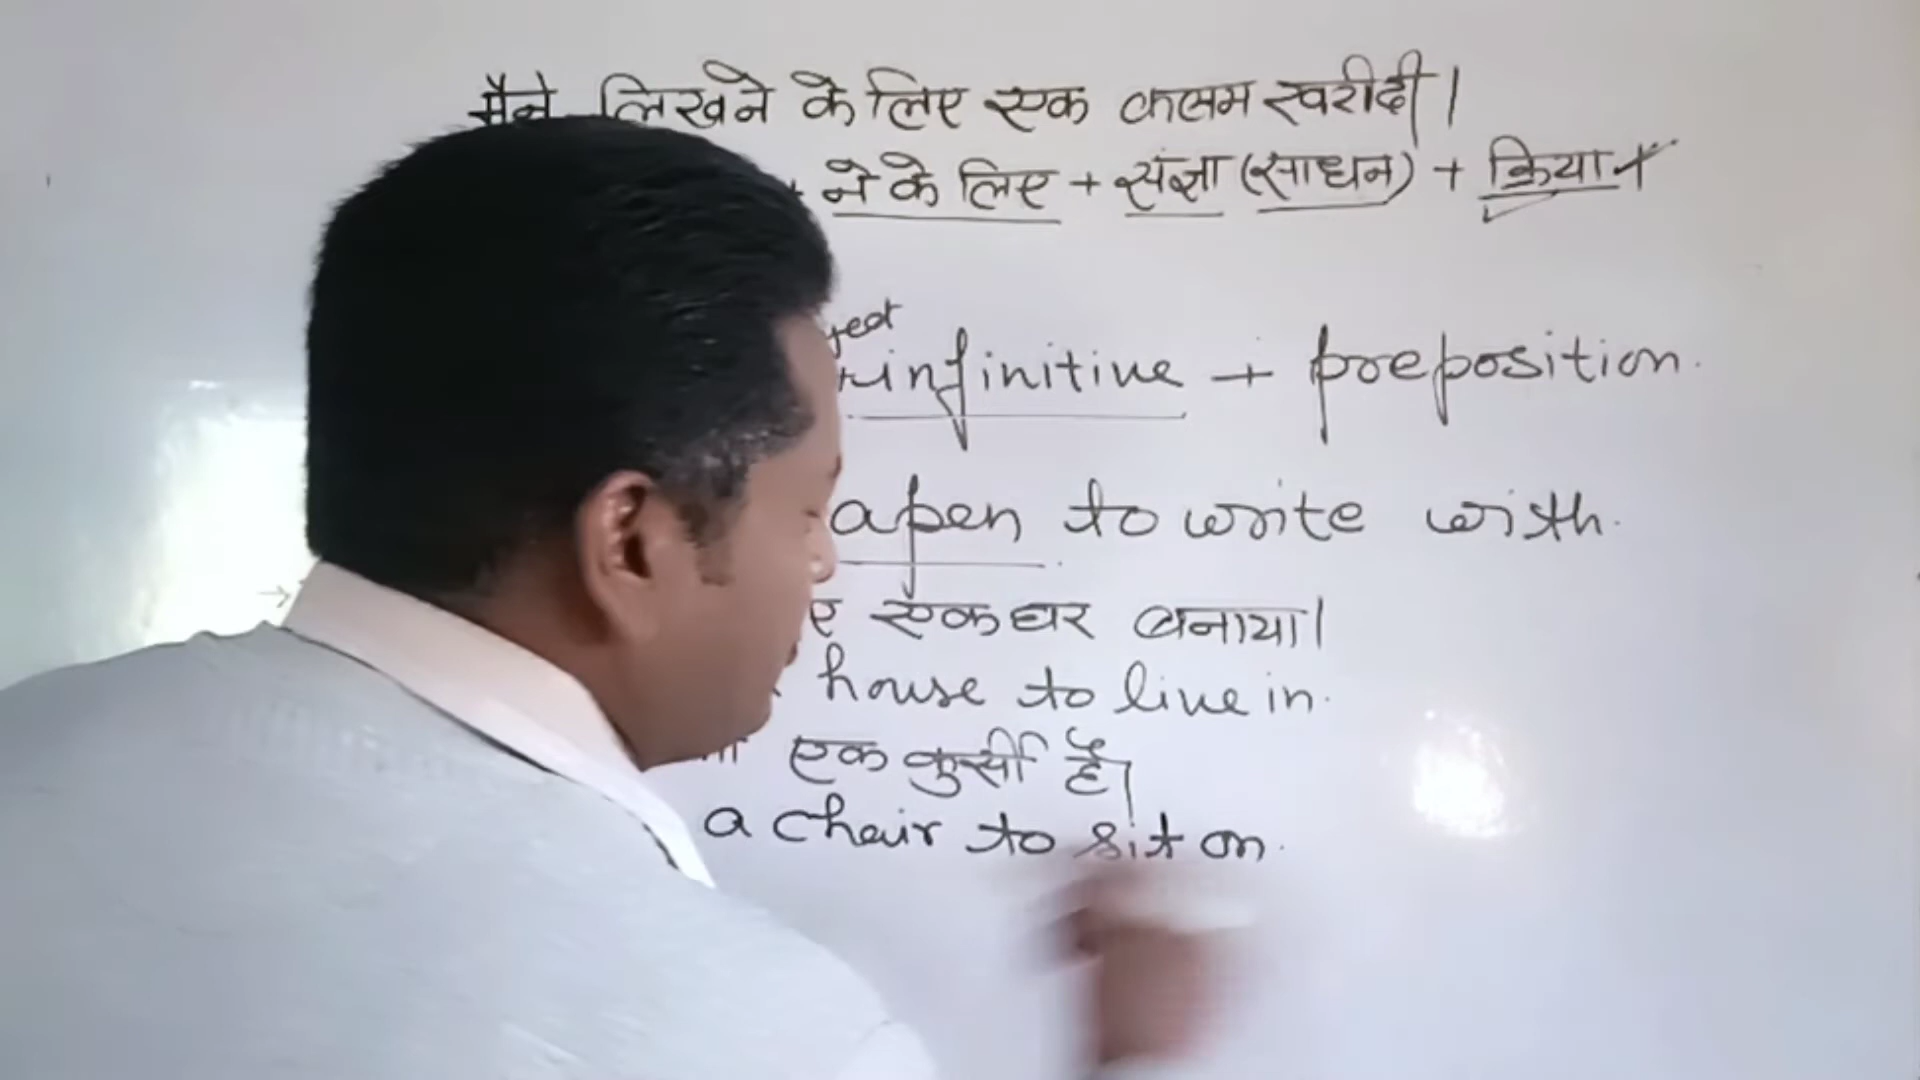 मैने लिखने के लिए एक कलम खरीदी।
+ ने के लिए + संज्ञा (साधन) + क्रिया +
infinitive + preposition.
a pen to write with.
एक घर बनाया।
house to live in.
एक कुर्सी है।
a chair to sit on.